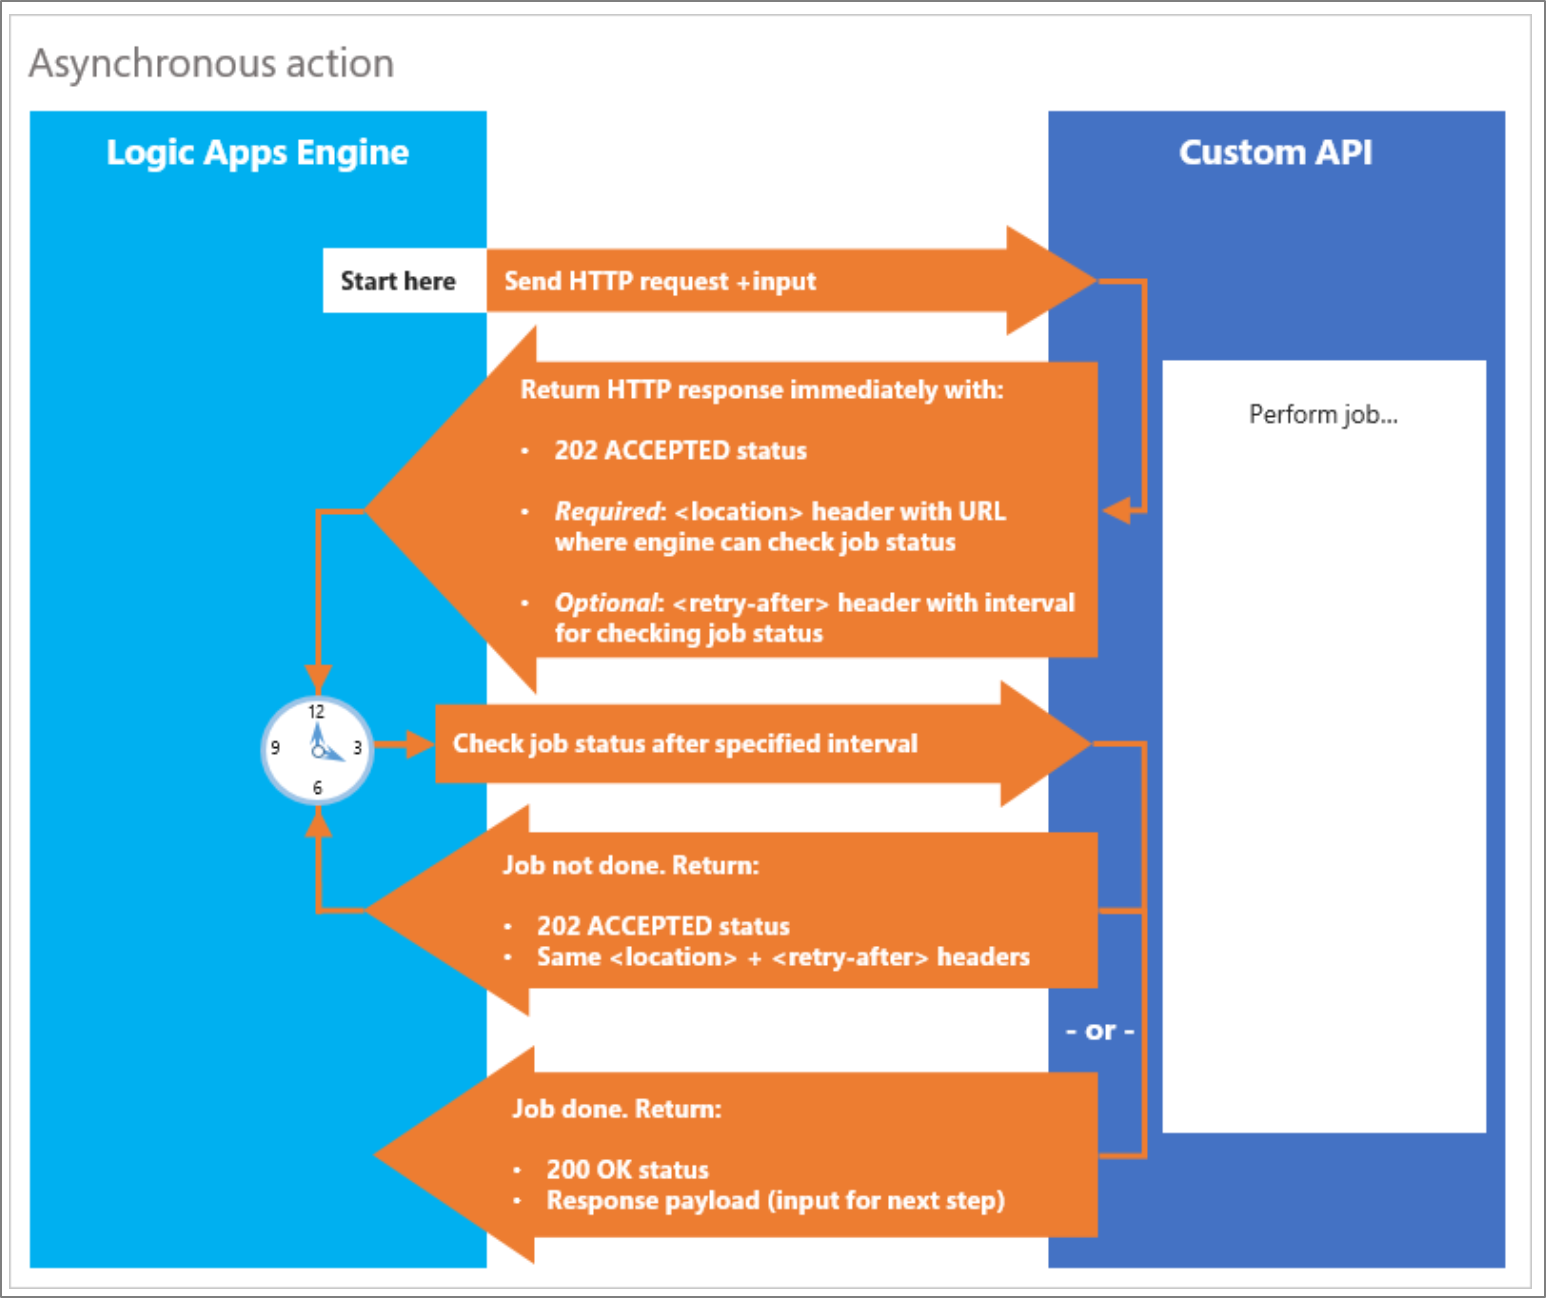 Asynchronous action
Logic Apps Engine
Custom API
Start here
Send HTTP request +input
Return HTTP response immediately with:
• 202 ACCEPTED status
• Required: <location> header with URL
where engine can check job status
• Optional: <retry-after> header with interval
for checking job status
Perform job...
12
9
3
6
Check job status after specified interval
Job not done. Return:
• 202 ACCEPTED status
• Same <location> + <retry-after> headers
- or -
Job done. Return:
• 200 OK status
• Response payload (input for next step)